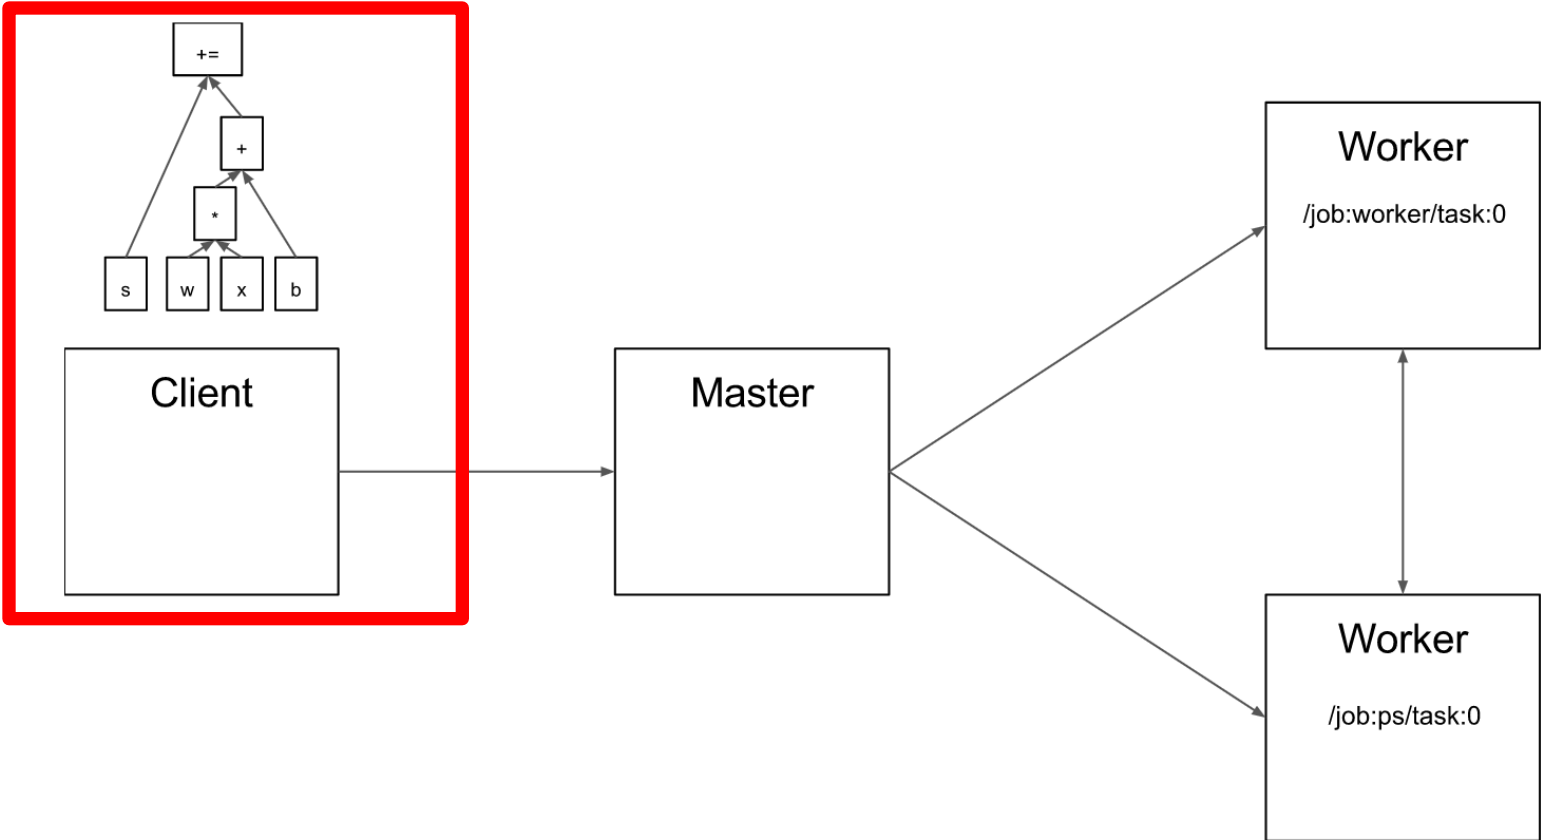 +=
+
*
s
w
x
b
Client
Master
Worker
/job:worker/task:0
Worker
/job:ps/task:0